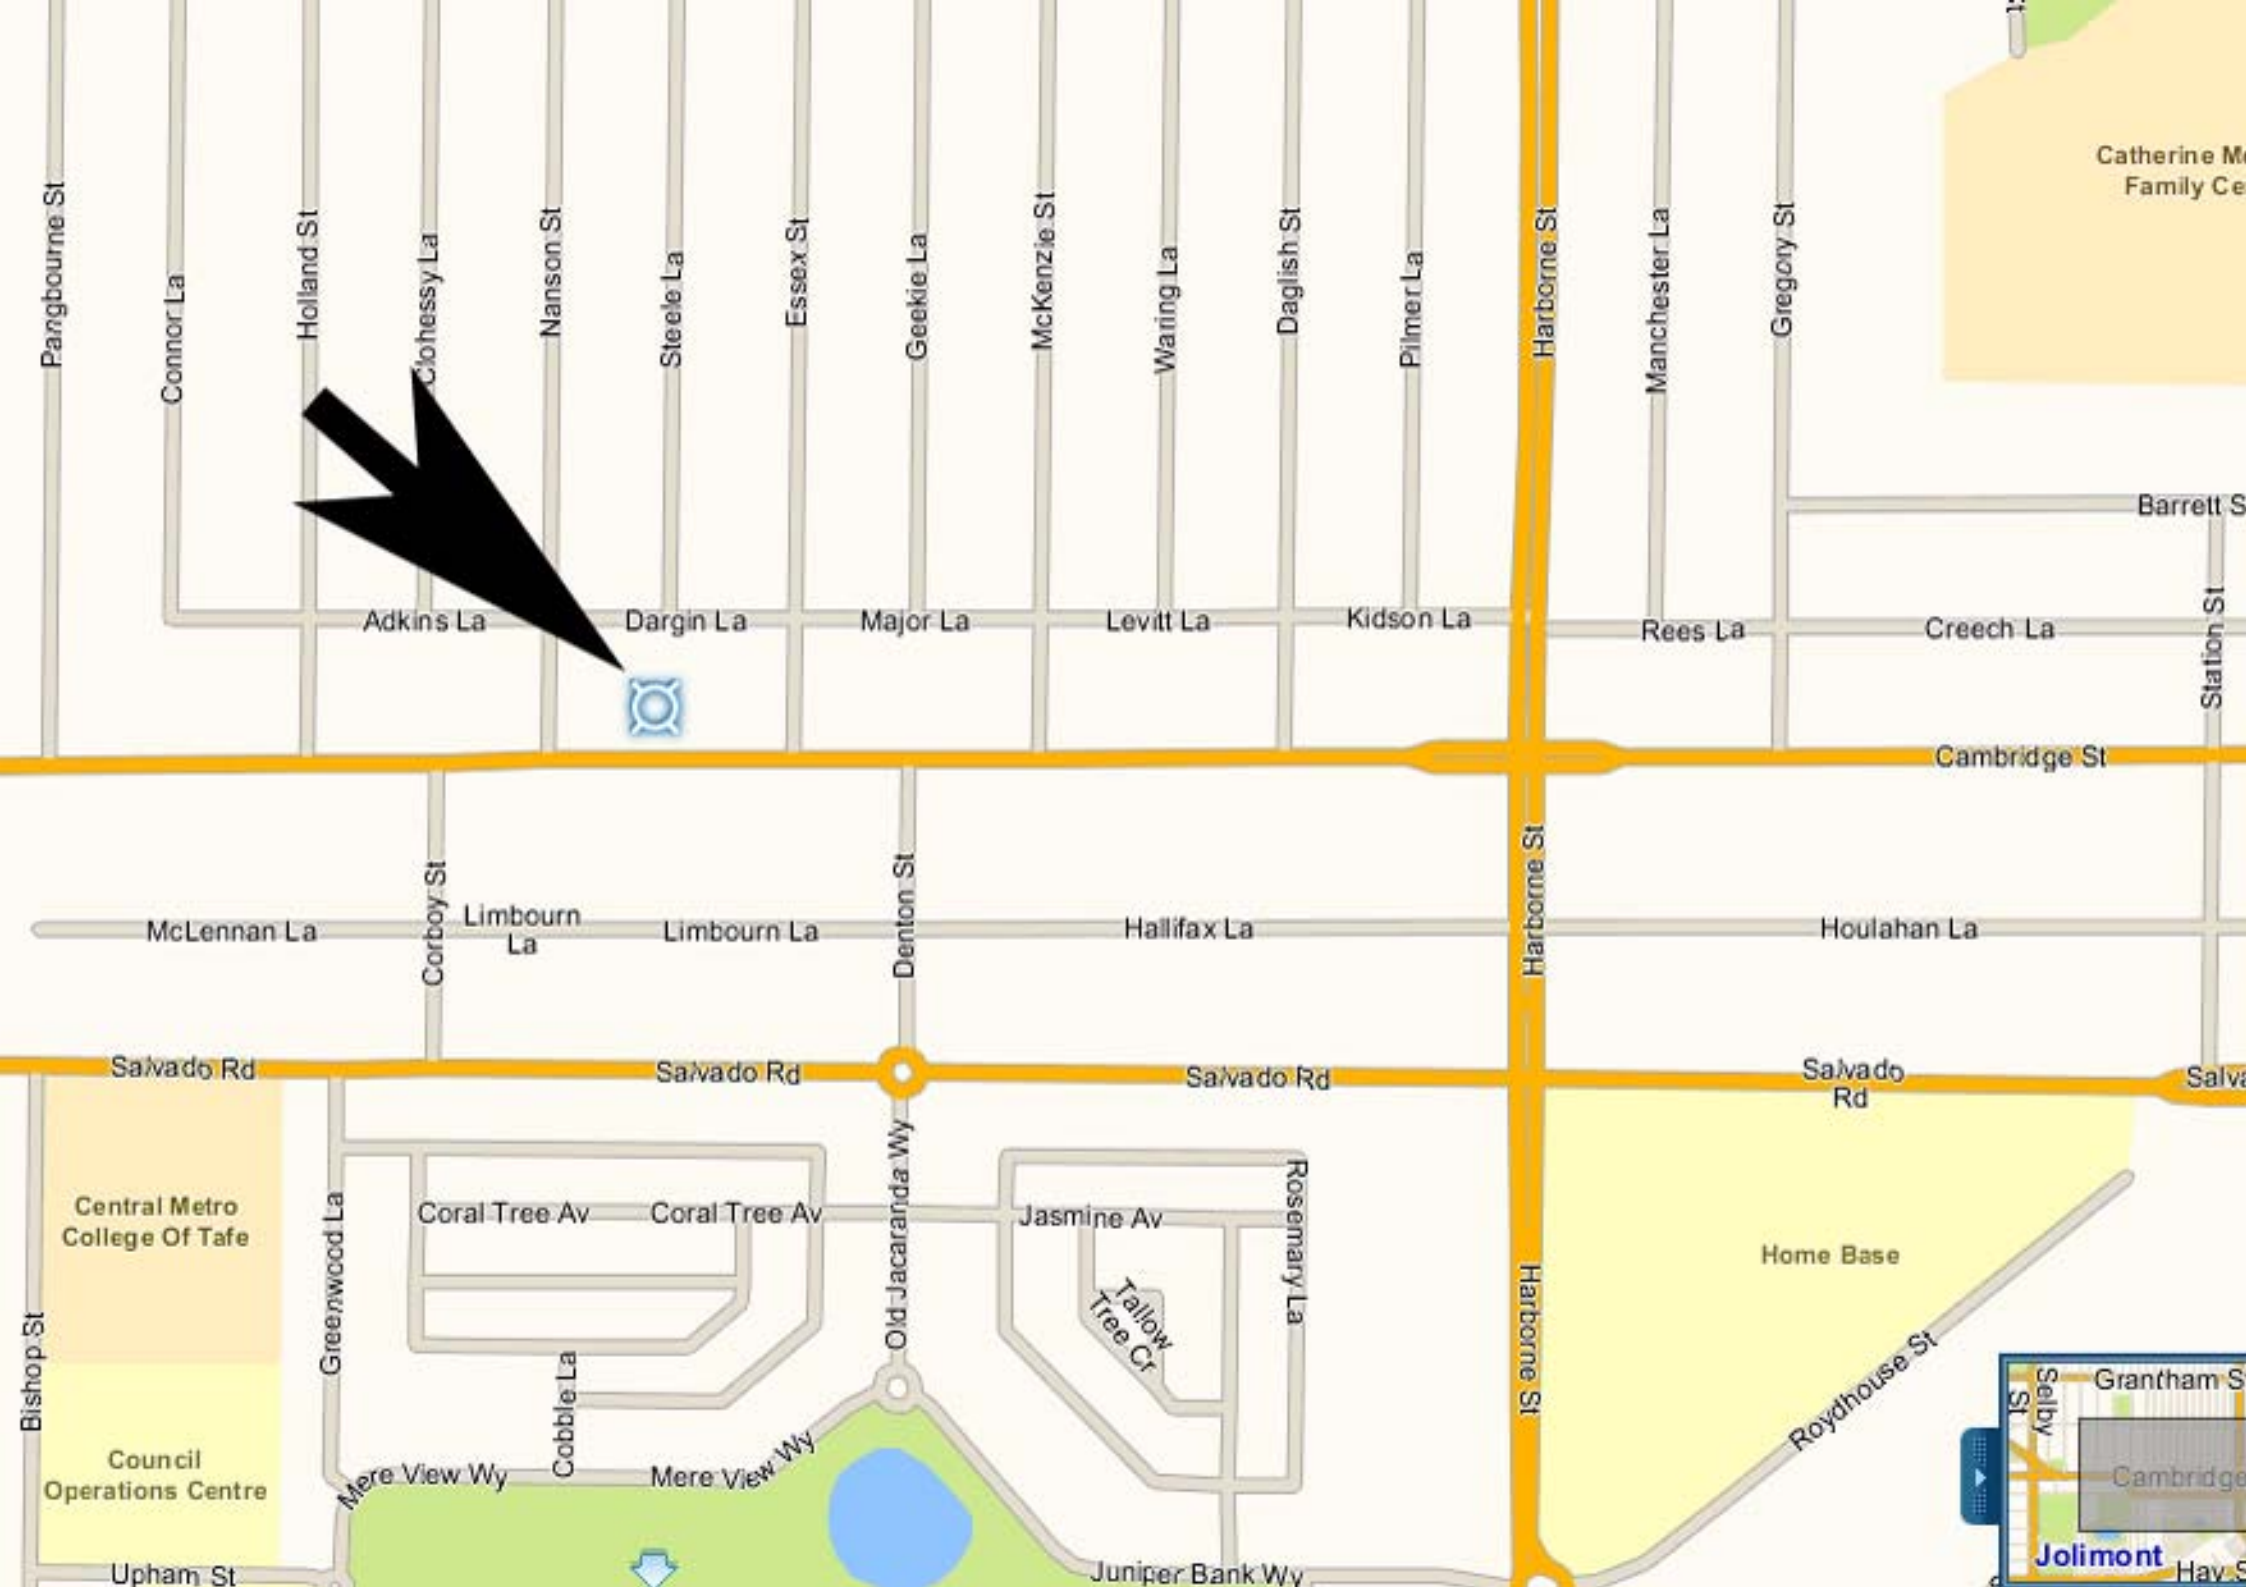 Catherine
Family
Pangbourne St
Connor La
Holland St
Clohessy La
Nanson St
Steele La
Essex St
Geekie La
McKenzie St
Waring La
Daglish St
Pilmer La
Harborne St
Manchester La
Gregory St
Barrett S
Adkins La
Dargin La
Major La
Levitt La
Kidson La
Rees La
Creech La
Station St
Cambridge St
Corboy St
Denton St
Harborne St
McLennan La
Limbourn
La
Limbourn La
Hallifax La
Houlahan La
Salvado Rd
Salvado Rd
Salvado Rd
Salvado
Rd
Salva
Central Metro
College Of Tafe
Greenwood La
Coral Tree Av
Coral Tree Av
Old Jacaranda Wy
Jasmine Av
Rosemary La
Tallow
Tree Cr
Harborne St
Home Base
Roydhouse St
Bishop St
Cobble La
Council
Operations Centre
Mere View Wy
Mere View Wy
Upham St
Juniper Bank Wy
Selby
St
Grantham S
Cambridge
Jolimont
Hay S